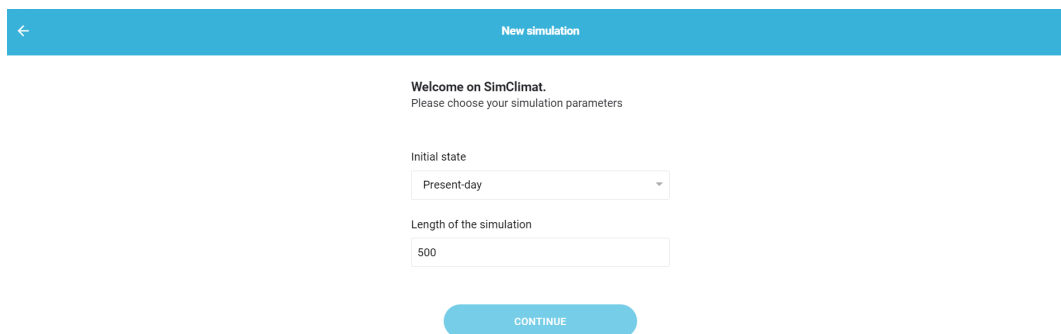 New simulation
Welcome on SimClimat.
Please choose your simulation parameters
Initial state
Present-day
Length of the simulation
500
CONTINUE